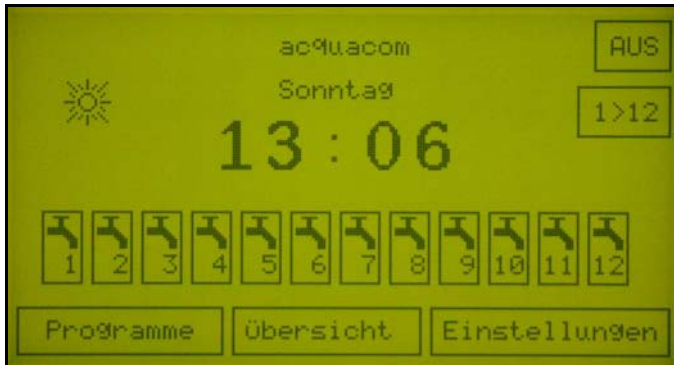 acquacom
AUS
Sonntag
1>12
13:06
1 2 3 4 5 6 7 8 9 10 11 12
Programme Übersicht Einstellungen